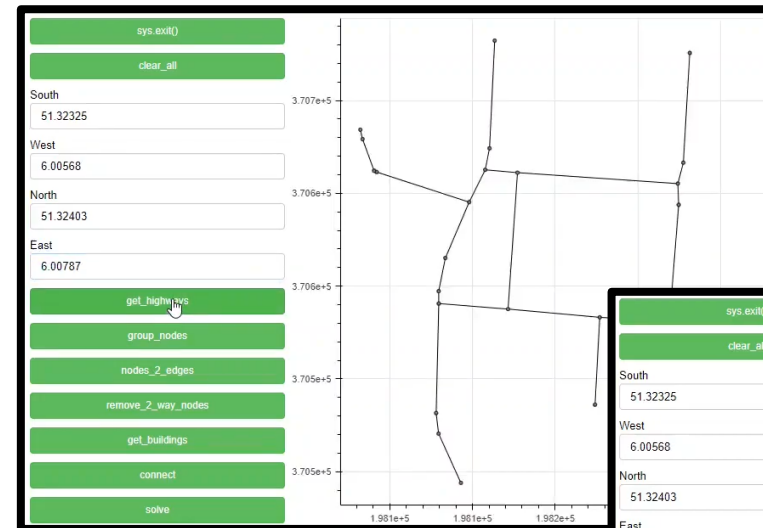 sys.exit()
clear_all
South
51.32325
West
6.00568
North
51.32403
East
6.00787
get_highways
group_nodes
nodes_2_edges
remove_2_way_nodes
get_buildings
connect
solve
3.707e+5
3.706e+5
3.706e+5
3.705e+5
3.705e+5
1.981e+5
1.981e+5
1.982e+5
sys.exit(
clear_al
South
51.32325
West
6.00568
North
51.32403
East